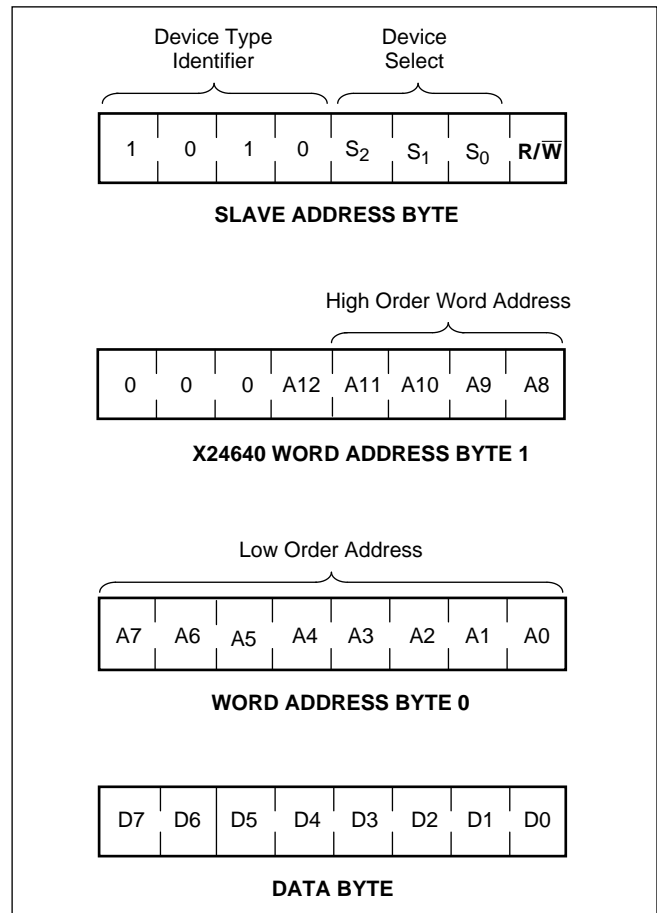 Device Type Identifier
Device Select
1 0 1 0 S2 S1 S0 R/W̅
SLAVE ADDRESS BYTE
High Order Word Address
0 0 0 A12 A11 A10 A9 A8
X24640 WORD ADDRESS BYTE 1
Low Order Address
A7 A6 A5 A4 A3 A2 A1 A0
WORD ADDRESS BYTE 0
D7 D6 D5 D4 D3 D2 D1 D0
DATA BYTE